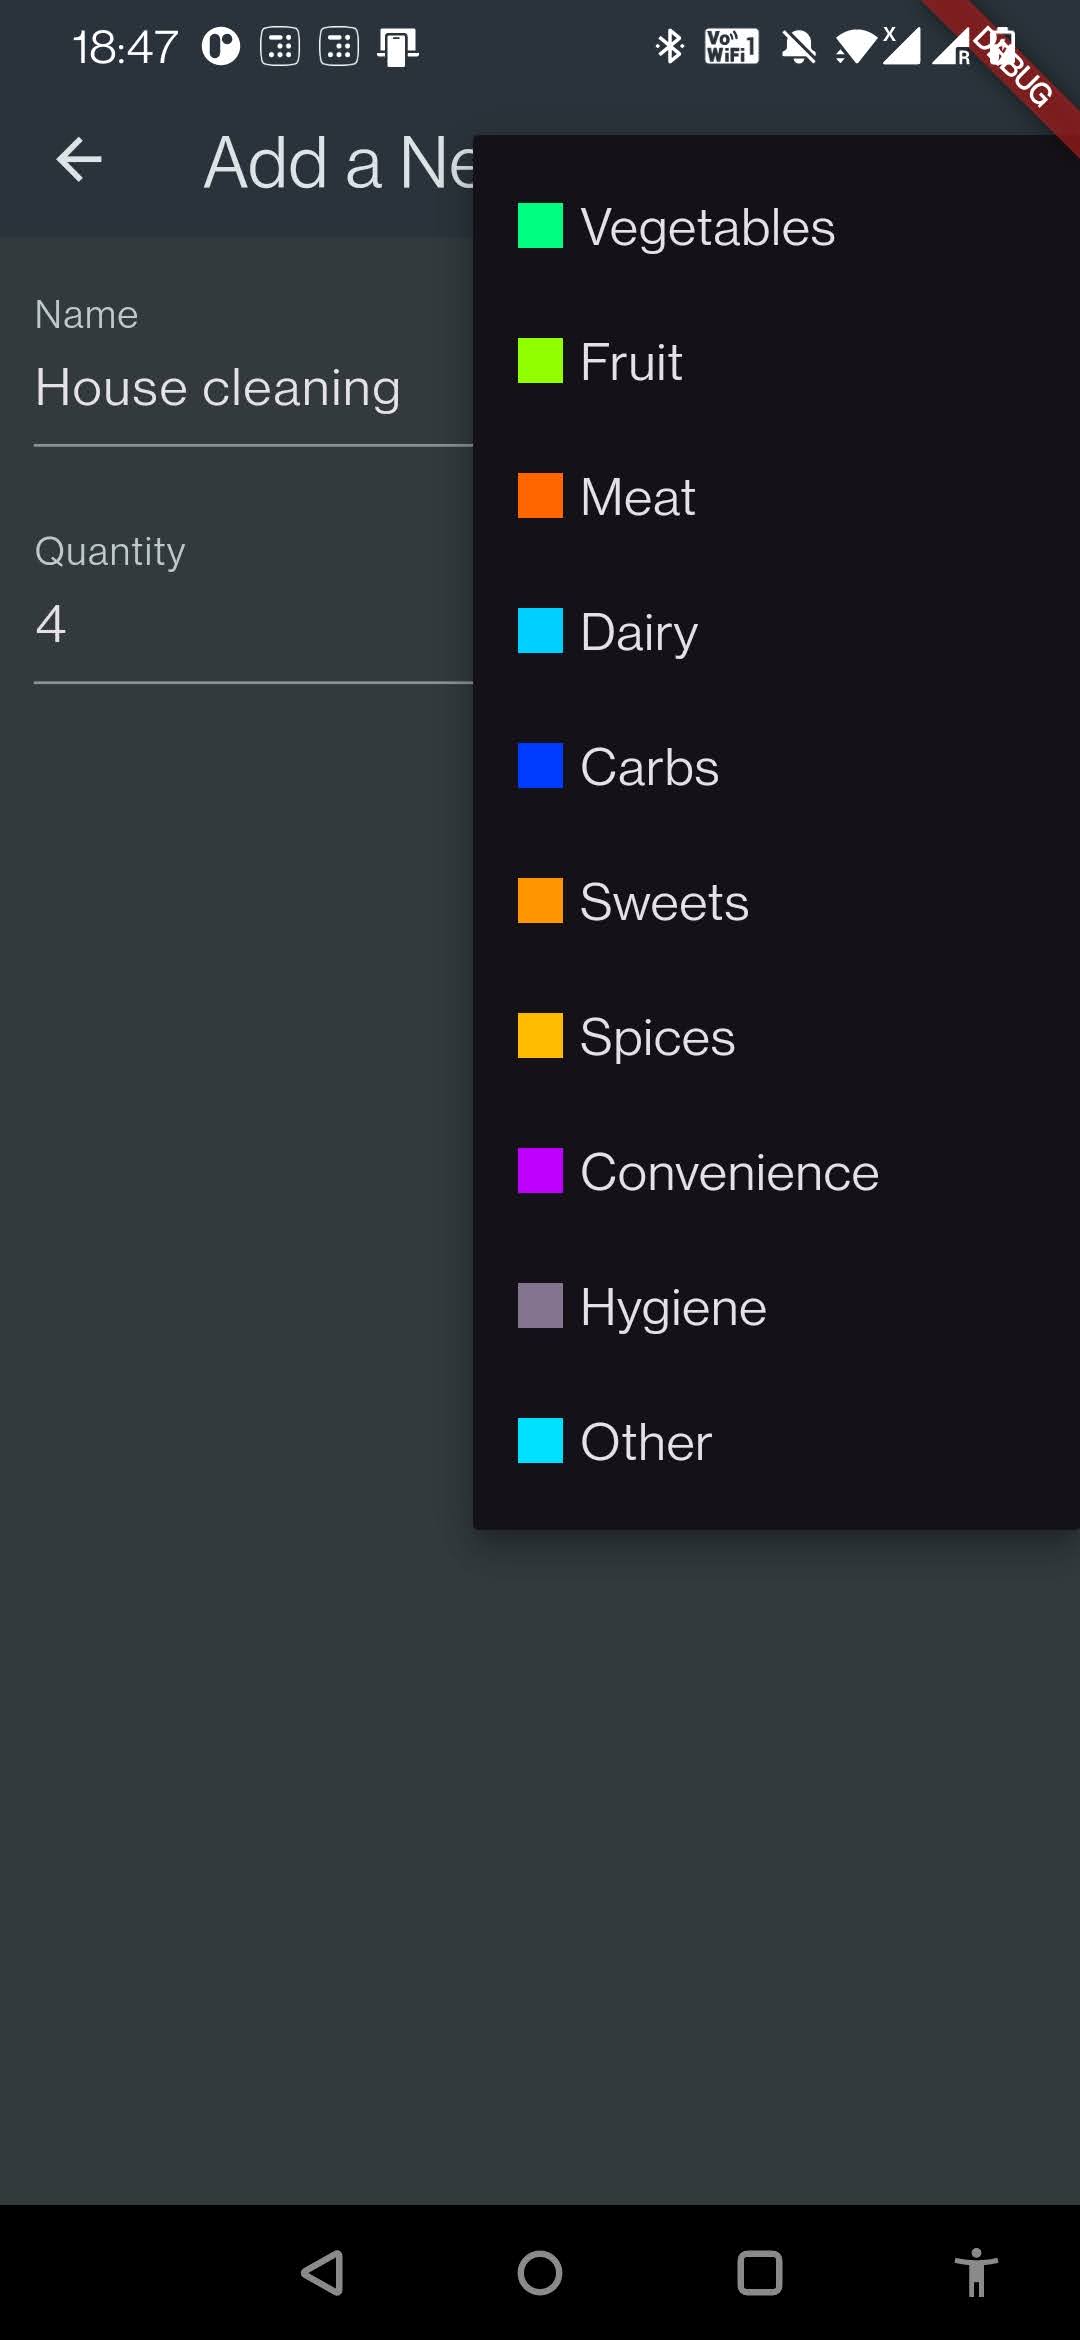 18:47
Vo WiFi 1
X
R
DEBUG
Add a Ne
Name
House cleaning
Quantity
4
Vegetables
Fruit
Meat
Dairy
Carbs
Sweets
Spices
Convenience
Hygiene
Other